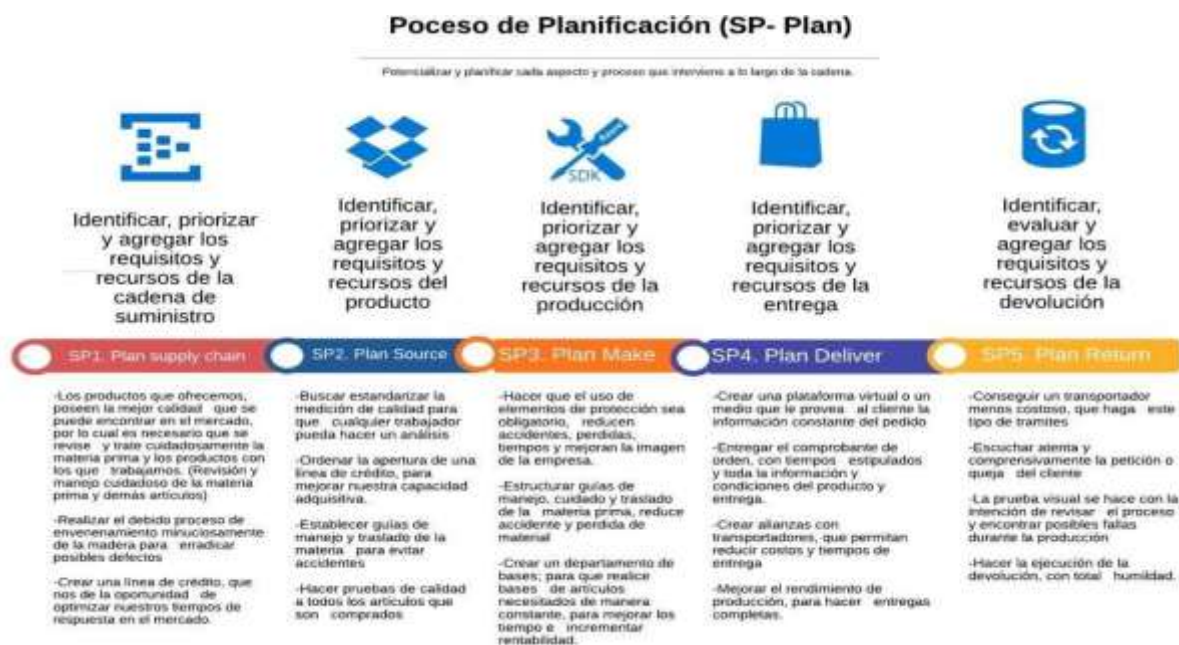 Poceso de Planificación (SP- Plan)
Potencializar y planificar cada aspecto y proceso que interviene a lo largo de la cadena.
Identificar, priorizar
y agregar los
requisitos y
recursos de la
cadena de
suministro
SP1. Plan supply chain
-Los productos que ofrecemos,
poseen la mejor calidad que se
puede encontrar en el mercado,
por lo cual es necesario que se
revise y trate cuidadosamente la
materia prima y los productos con
los que trabajamos. (Revisión y
manejo cuidadoso de la materia
prima y demás artículos)
-Realizar el debido proceso de
envenenamiento minuciosamente
de la madera para erradicar
posibles defectos
-Crear una línea de crédito, que
nos de la oportunidad de
optimizar nuestros tiempos de
respuesta en el mercado.
Identificar,
priorizar y
agregar los
requisitos y
recursos del
producto
SP2. Plan Source
-Buscar estandarizar la
medición de calidad para
que cualquier trabajador
pueda hacer un análisis
-Ordenar la apertura de una
línea de crédito, para
mejorar nuestra capacidad
adquisitiva.
-Establecer guías de
manejo y traslado de la
materia para evitar
accidentes
-Hacer pruebas de calidad
a todos los artículos que
son comprados
SDK
Identificar,
priorizar y
agregar los
requisitos y
recursos de la
producción
SP3. Plan Make
-Hacer que el uso de
elementos de protección sea
obligatorio, reducen
accidentes, perdidas,
tiempos y mejoran la imagen
de la empresa.
-Estructurar guías de
manejo, cuidado y traslado
de la materia prima, reduce
accidente y perdida de
material
-Crear un departamento de
bases; para que realice
bases de artículos
necesitados de manera
constante, para mejorar los
tiempo e incrementar
rentabilidad.
Identificar,
priorizar y
agregar los
requisitos y
recursos de la
entrega
SP4. Plan Deliver
-Crear una plataforma virtual o un
medio que le provea al cliente la
información constante del pedido
-Entregar el comprobante de
orden, con tiempos estipulados
y toda la información y
condiciones del producto y
entrega.
-Crear alianzas con
transportadores, que permitan
reducir costos y tiempos de
entrega
-Mejorar el rendimiento de
producción, para hacer entregas
completas.
Identificar,
evaluar y
agregar los
requisitos y
recursos de la
devolución
SP5. Plan Return
-Conseguir un transportador
menos costoso, que haga este
tipo de tramites
-Escuchar atenta y
comprensivamente la petición o
queja del cliente
-La prueba visual se hace con la
intención de revisar el proceso
y encontrar posibles fallas
durante la producción
-Hacer la ejecución de la
devolución, con total humildad.